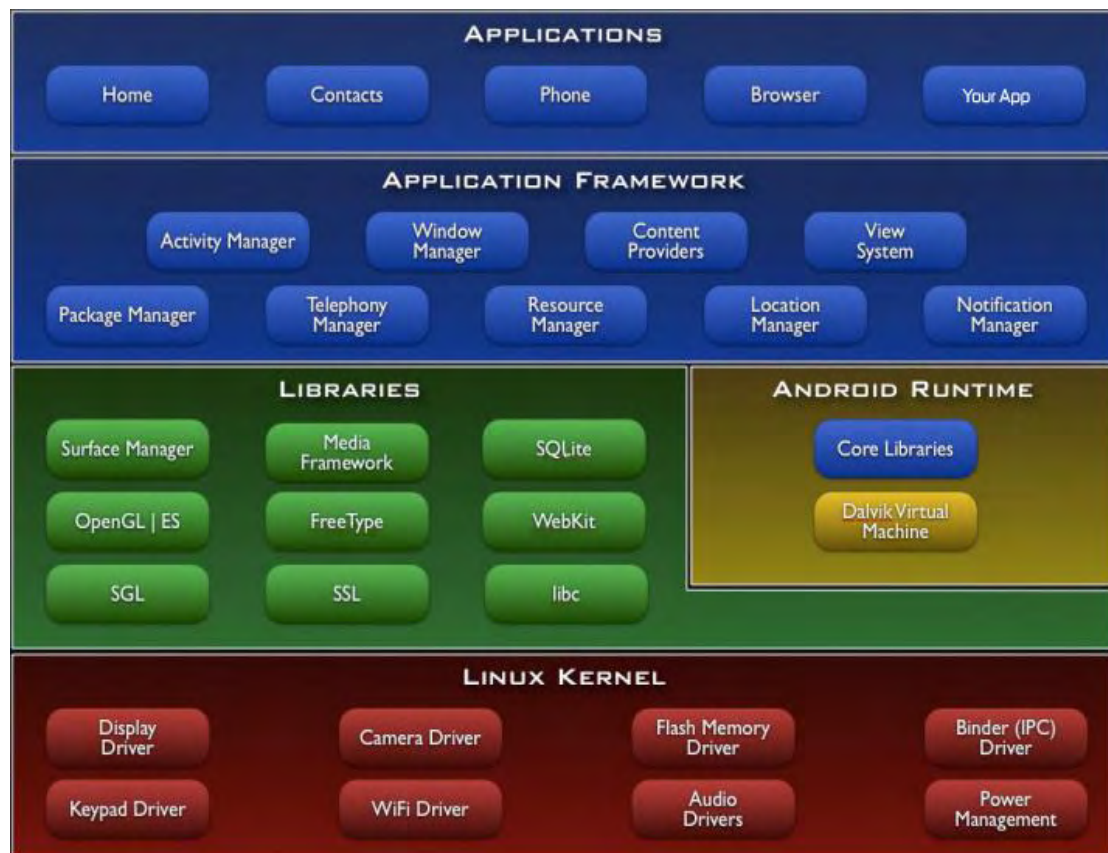 APPLICATIONS
Home
Contacts
Phone
Browser
Your App
APPLICATION FRAMEWORK
Activity Manager
Window
Manager
Content
Providers
View
System
Package Manager
Telephony
Manager
Resource
Manager
Location
Manager
Notification
Manager
LIBRARIES
Surface Manager
Media
Framework
SQLite
OpenGL | ES
FreeType
WebKit
SGL
SSL
libc
ANDROID RUNTIME
Core Libraries
Dalvik Virtual
Machine
LINUX KERNEL
Display
Driver
Camera Driver
Flash Memory
Driver
Binder (IPC)
Driver
Keypad Driver
WiFi Driver
Audio
Drivers
Power
Management